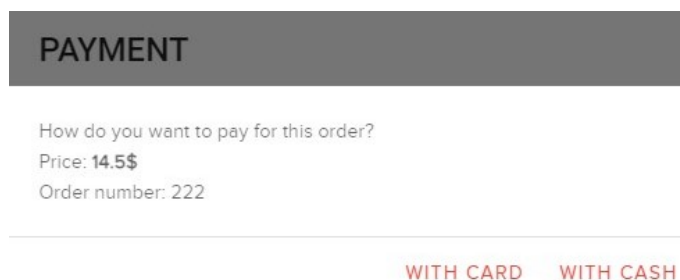 PAYMENT
How do you want to pay for this order?
Price: 14.5$
Order number: 222
WITH CARD WITH CASH